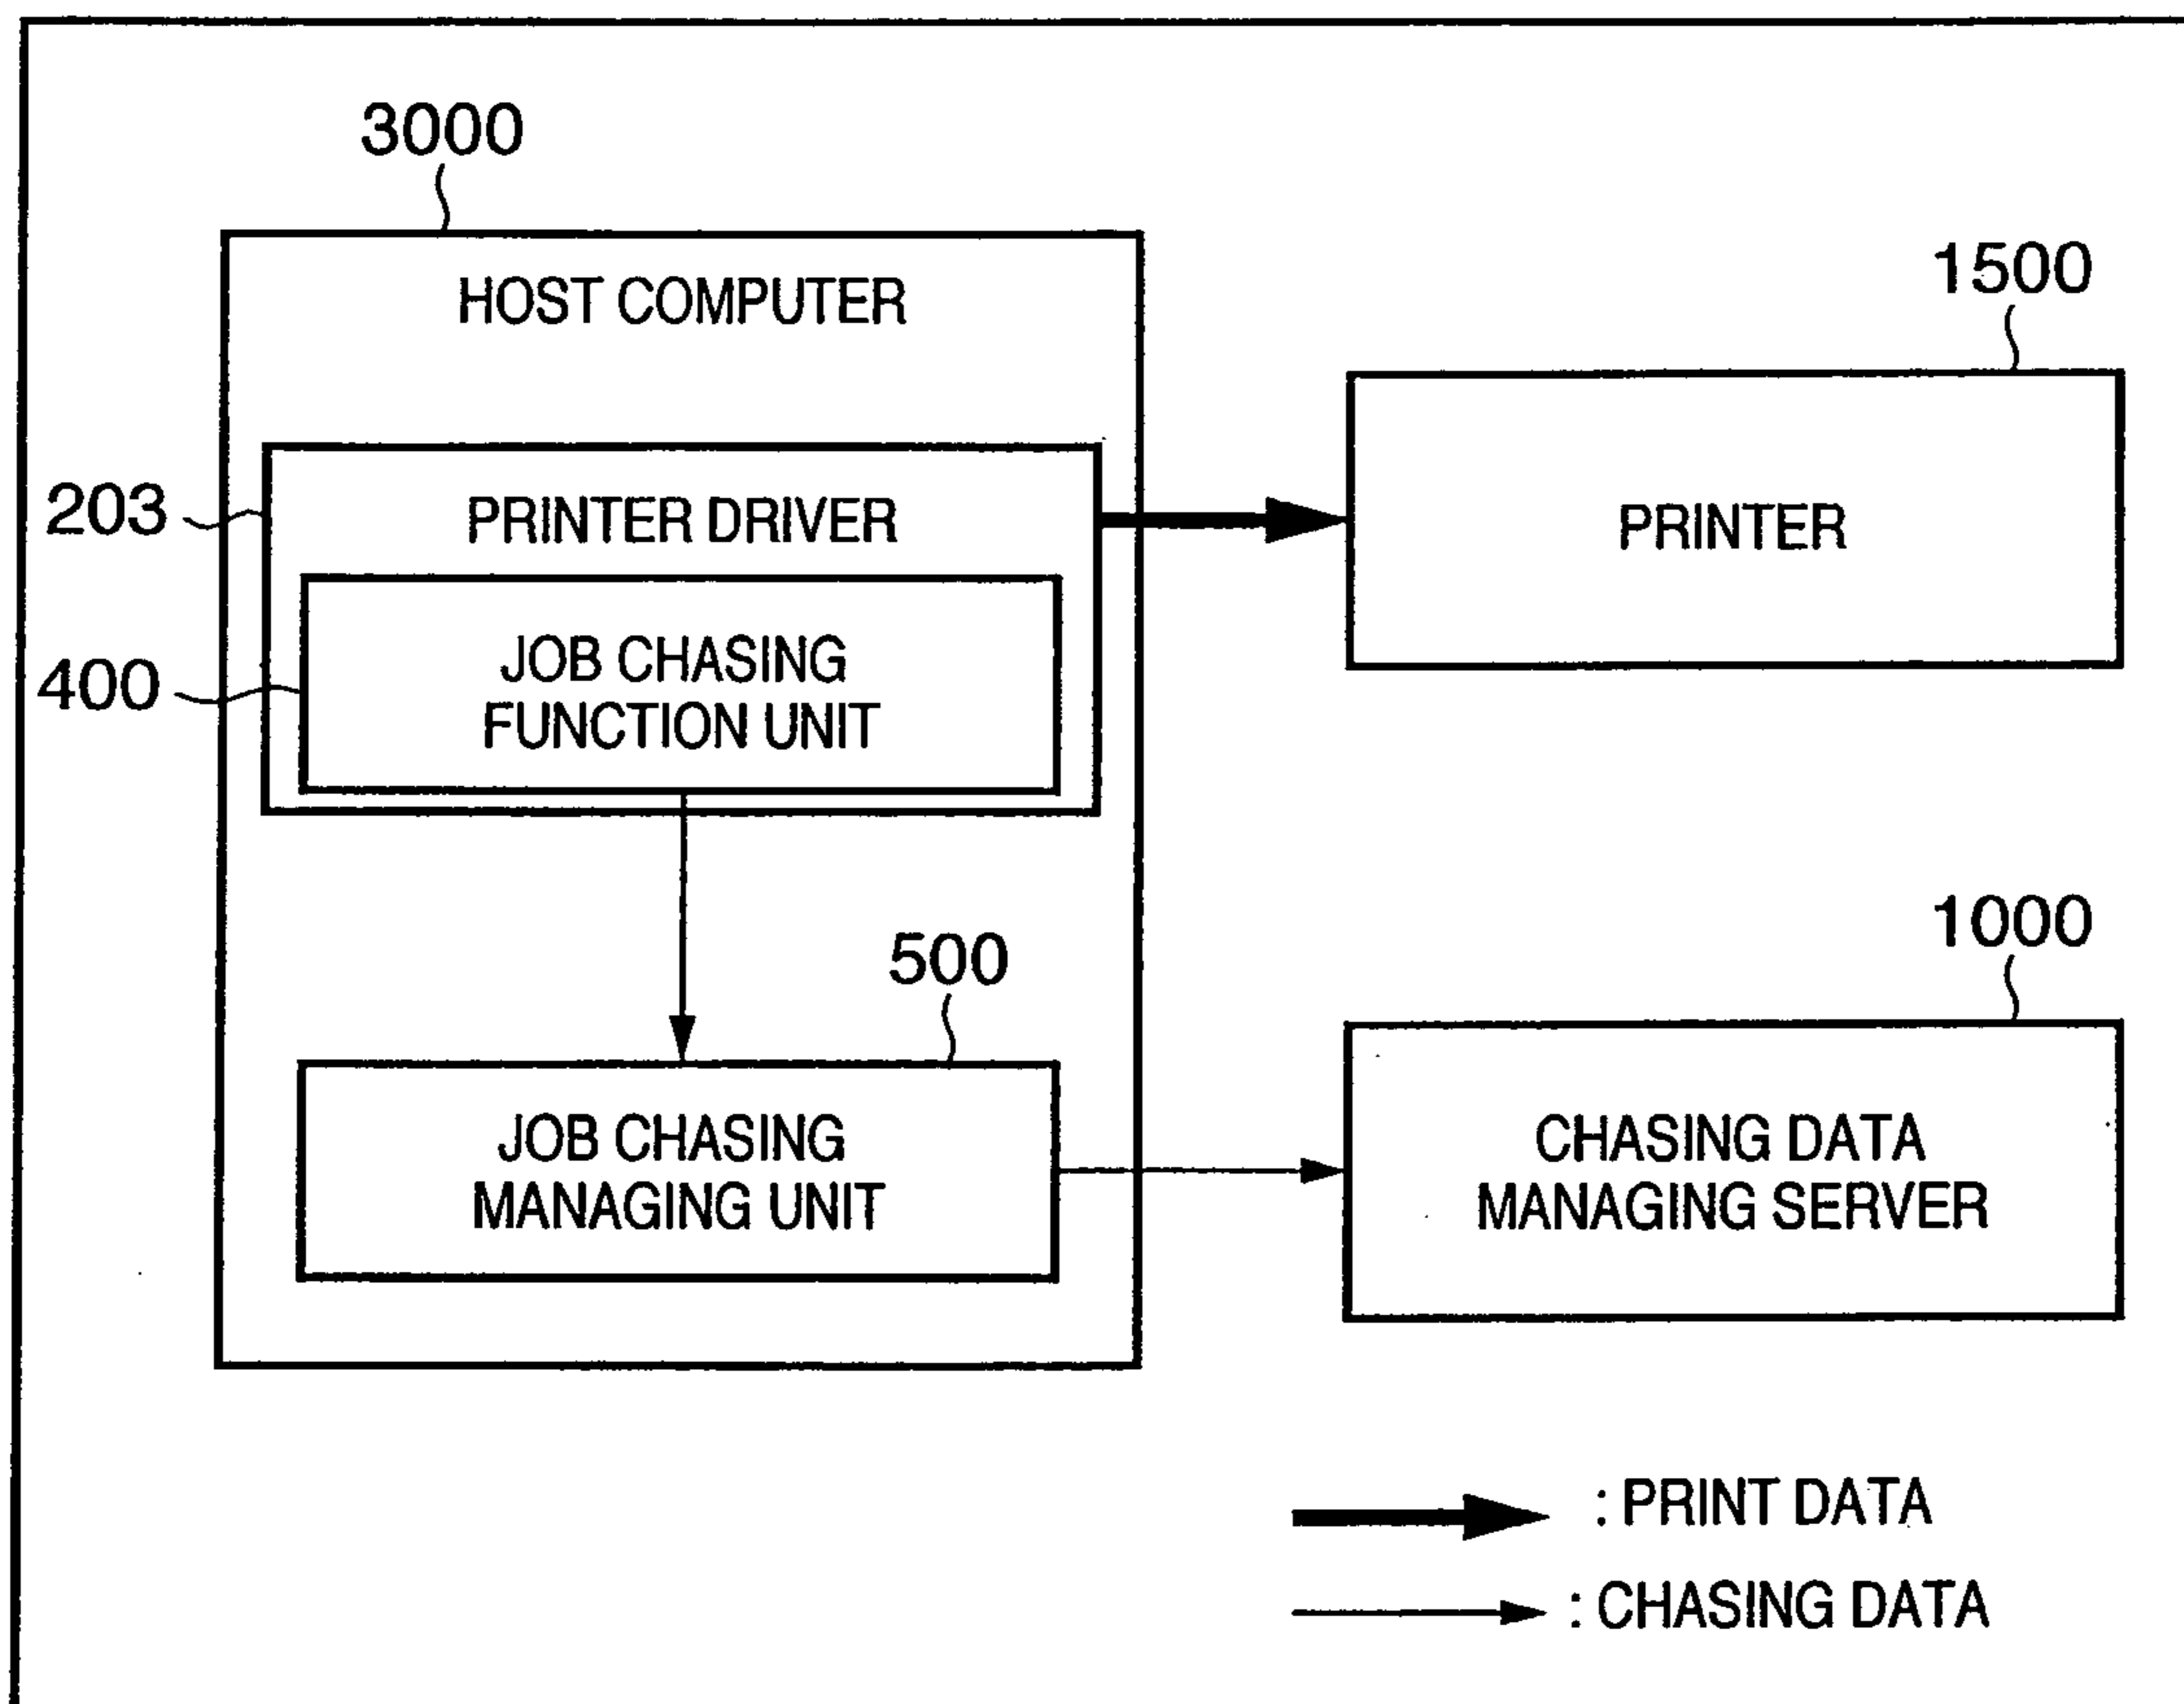 3000
HOST COMPUTER
1500
203
PRINTER DRIVER
PRINTER
400
JOB CHASING
FUNCTION UNIT
500
1000
JOB CHASING
MANAGING UNIT
CHASING DATA
MANAGING SERVER
: PRINT DATA
: CHASING DATA